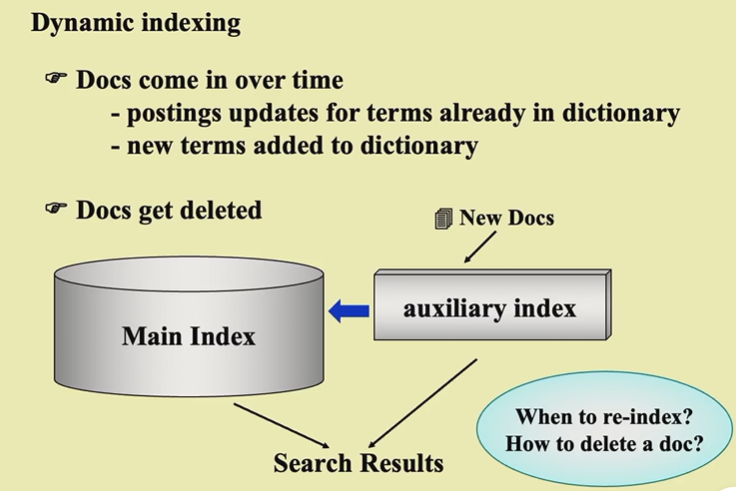 Dynamic indexing
☞ Docs come in over time
- postings updates for terms already in dictionary
- new terms added to dictionary
☞ Docs get deleted
New Docs
auxiliary index
Main Index
When to re-index?
How to delete a doc?
Search Results